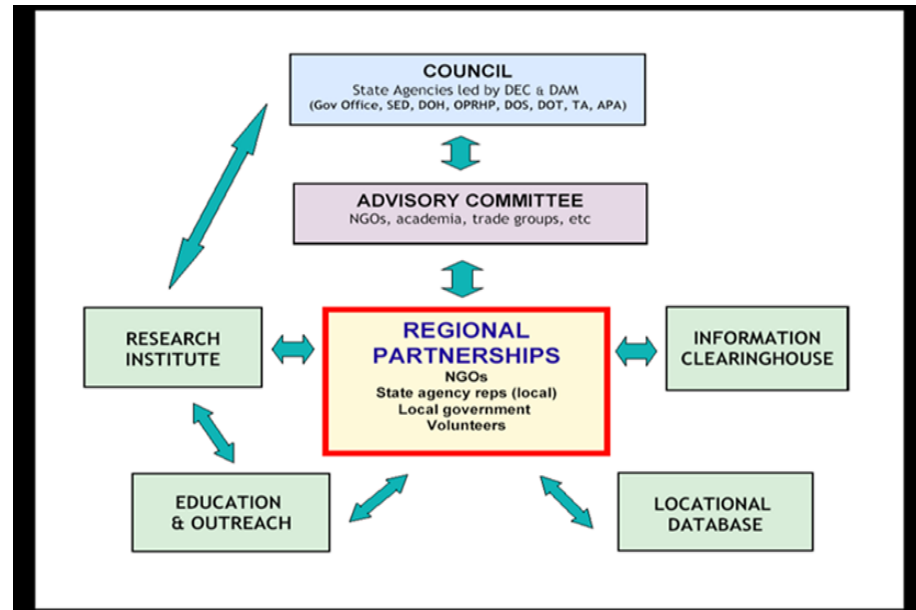 COUNCIL
State Agencies led by DEC & DAM
(Gov Office, SED, DOH, OPRHP, DOS, DOT, TA, APA)
ADVISORY COMMITTEE
NGOs, academia, trade groups, etc
RESEARCH
INSTITUTE
REGIONAL
PARTNERSHIPS
NGOs
State agency reps (local)
Local government
Volunteers
INFORMATION
CLEARINGHOUSE
EDUCATION
& OUTREACH
LOCATIONAL
DATABASE